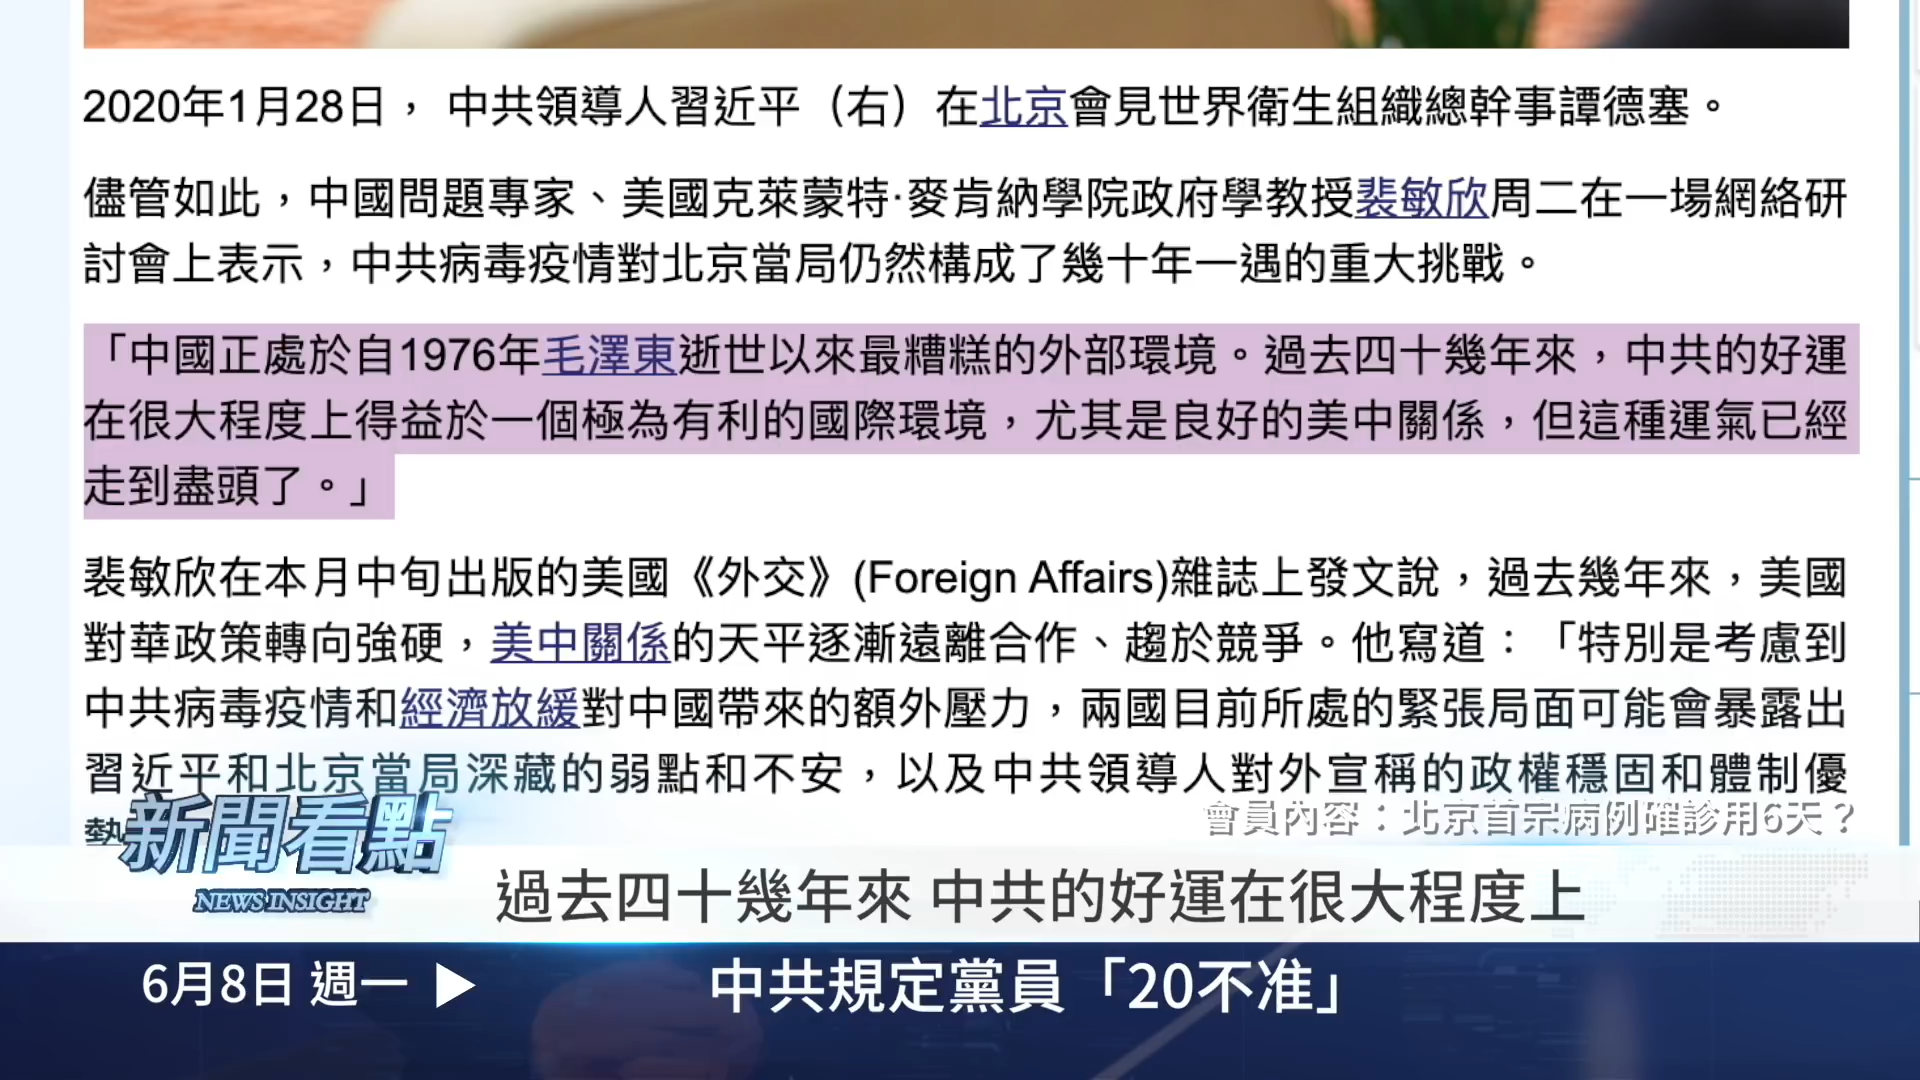 2020年1月28日， 中共領導人習近平（右）在北京會見世界衛生組織總幹事譚德塞。
儘管如此，中國問題專家、美國克萊蒙特·麥肯納學院政府學教授裴敏欣周二在一場網絡研
討會上表示，中共病毒疫情對北京當局仍然構成了幾十年一遇的重大挑戰。
「中國正處於自1976年毛澤東逝世以來最糟糕的外部環境。過去四十幾年來，中共的好運
在很大程度上得益於一個極為有利的國際環境，尤其是良好的美中關係，但這種運氣已經
走到盡頭了。」
裴敏欣在本月中旬出版的美國《外交》(Foreign Affairs)雜誌上發文說，過去幾年來，美國
對華政策轉向強硬，美中關係的天平逐漸遠離合作、趨於競爭。他寫道：「特別是考慮到
中共病毒疫情和經濟放緩對中國帶來的額外壓力，兩國目前所處的緊張局面可能會暴露出
習近平和北京當局深藏的弱點和不安，以及中共領導人對外宣稱的政權穩固和體制優
勢
新聞看點
NEWS INSIGHT
會員內容：北京首宗病例確診用6天？
過去四十幾年來 中共的好運在很大程度上
6月8日 週一 ▶
中共規定黨員「20不准」